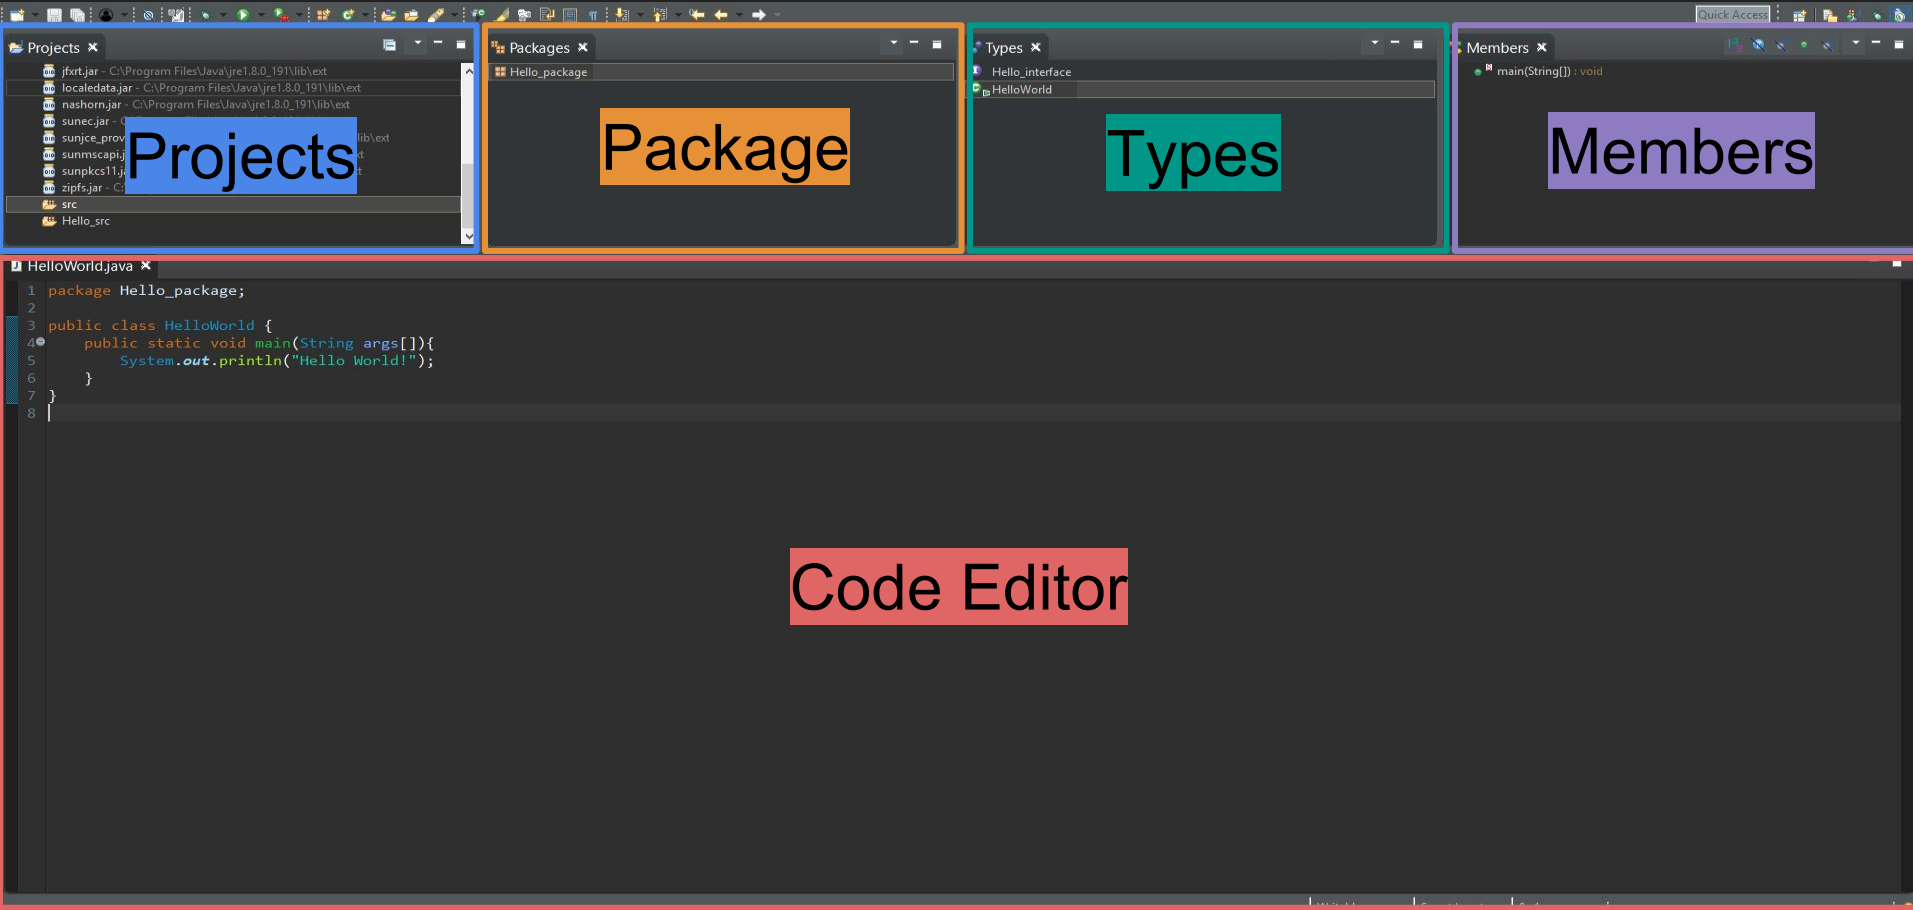 Quick Access
Projects
jfxrt.jar - C:\Program Files\Java\jre1.8.0_191\lib\ext
localedata.jar - C:\Program Files\Java\jre1.8.0_191\lib\ext
nashorn.jar - C:\Program Files\Java\jre1.8.0_191\lib\ext
sunec.jar - C
sunjce_prov lib\ext
sunmscapi.j xt
sunpkcs11.ja
zipfs.jar - C:
src
Hello_src
Projects
Packages
Hello_package
Package
Types
Hello_interface
HelloWorld
Types
Members
main(String[]) : void
Members
HelloWorld.java
1 package Hello_package;
2
3 public class HelloWorld {
4 public static void main(String args[]){
5 System.out.println("Hello World!");
6 }
7 }
8
Code Editor